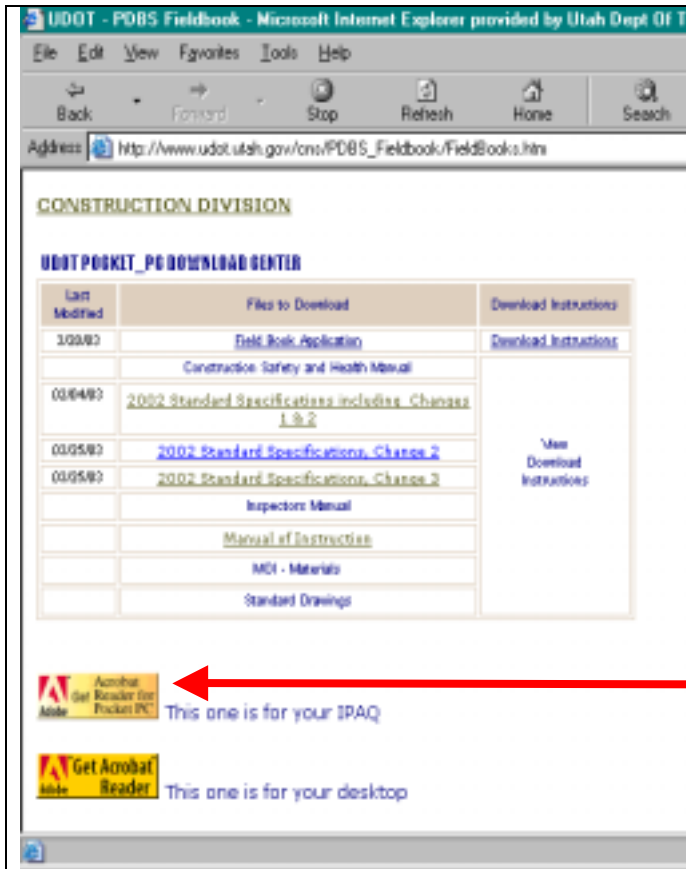 UDOT - PDBS Fieldbook - Microsoft Internet Explorer provided by Utah Dept Of T
File Edit View Favorites Tools Help
Back Forward Stop Refresh Home Search
Address http://www.udot.utah.gov/cns/PDBS_Fieldbook/FieldBooks.htm
CONSTRUCTION DIVISION
UDOT POCKET_PC DOWNLOAD CENTER
Last Modified Files to Download Download Instructions
3/20/03 Field Book Application Download Instructions
Construction Safety and Health Manual
03/04/03 2002 Standard Specifications including Changes
1 & 2
03/25/03 2002 Standard Specifications, Change 2
03/25/03 2002 Standard Specifications, Change 3
View
Download
Instructions
Inspectors Manual
Manual of Instruction
MOI - Materials
Standard Drawings
Adobe Get Acrobat Reader for Pocket PC
This one is for your IPAQ
Adobe Get Acrobat Reader
This one is for your desktop